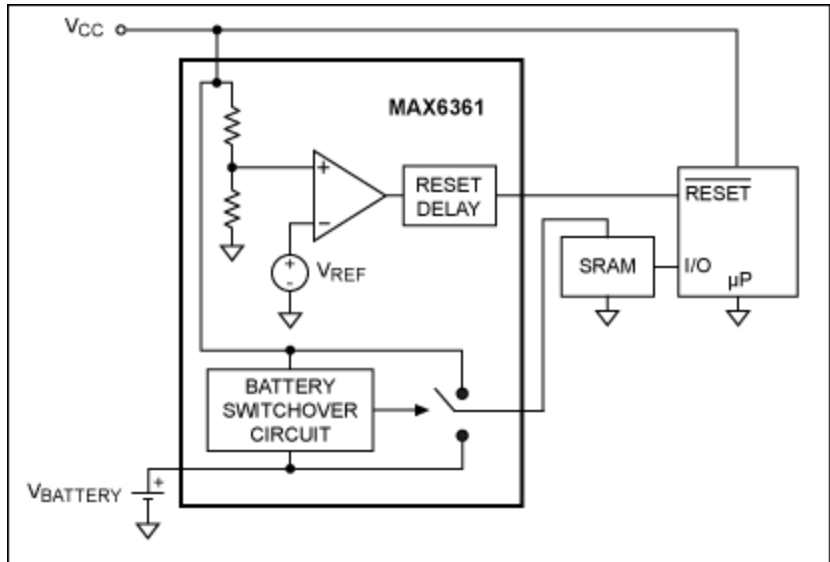 VCC
MAX6361
+
−
RESET
DELAY
RESET
+
-
VREF
SRAM
I/O
µP
BATTERY
SWITCHOVER
CIRCUIT
VBATTERY
+